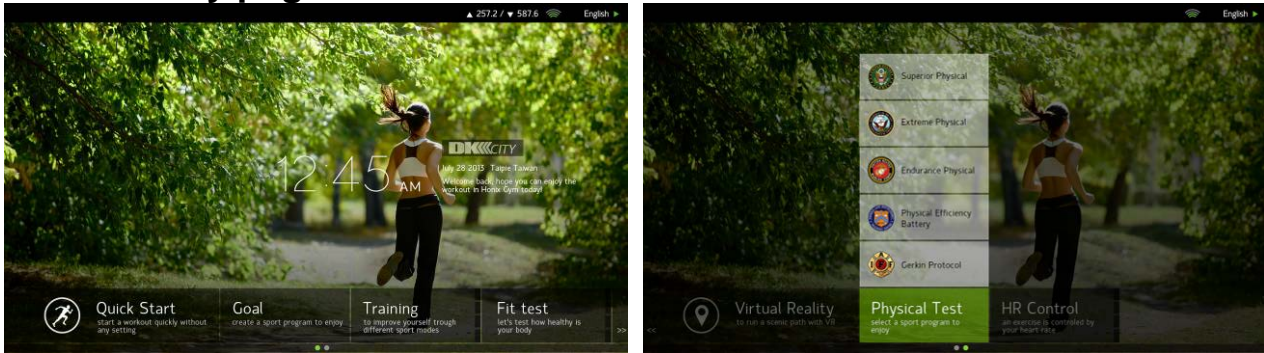 ▲ 257.2 / ▼ 587.6 English ▶
12:45 AM
DK CITY
July 28 2013 Taipie Taiwan
Welcome back, hope you can enjoy the
workout in Honix Gym today!
Quick Start
start a workout quickly without
any setting
Goal
create a sport program to enjoy
Training
to improve yourself trough
different sport modes
Fit test
let's test how healthy is
your body
>>
English ▶
Superior Physical
Extreme Physical
Endurance Physical
Physical Efficiency
Battery
Gerkin Protocol
<<
Virtual Reality
to run a scenic path with VR
Physical Test
select a sport program to
enjoy
HR Control
an exercise is controled by
your heart rate